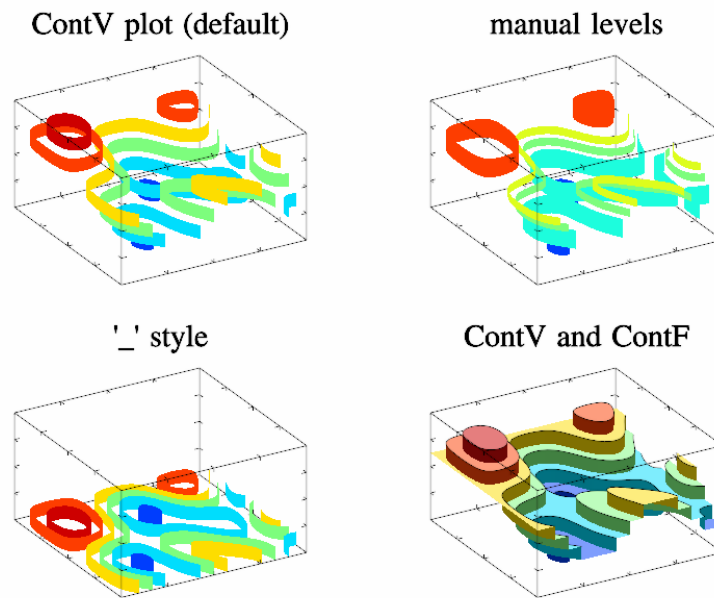 ContV plot (default)
manual levels
'_' style
ContV and ContF